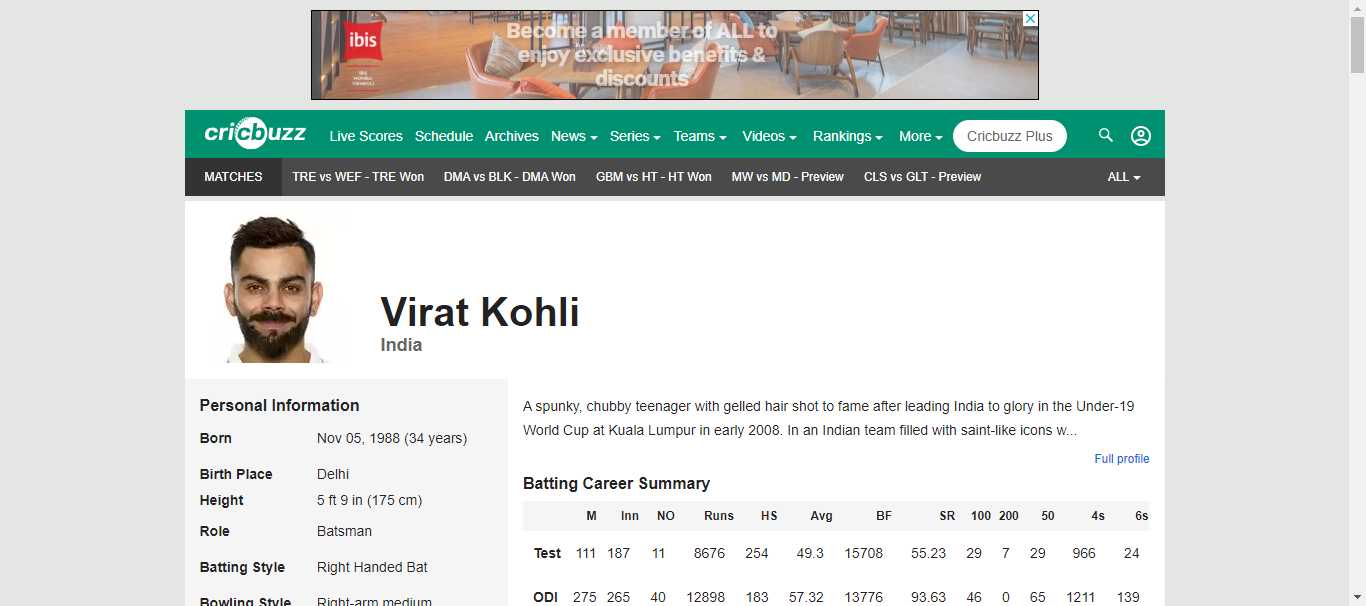 ibis
IBIS
MUMBAI
VIKHROLI
Become a member of ALL to
enjoy exclusive benefits &
discounts
cricbuzz Live Scores Schedule Archives News Series Teams Videos Rankings More Cricbuzz Plus
MATCHES TRE vs WEF - TRE Won DMA vs BLK - DMA Won GBM vs HT - HT Won MW vs MD - Preview CLS vs GLT - Preview ALL
Virat Kohli
India
Personal Information
Born Nov 05, 1988 (34 years)
Birth Place Delhi
Height 5 ft 9 in (175 cm)
Role Batsman
Batting Style Right Handed Bat
Bowling Style Right-arm medium
A spunky, chubby teenager with gelled hair shot to fame after leading India to glory in the Under-19
World Cup at Kuala Lumpur in early 2008. In an Indian team filled with saint-like icons w...
Full profile
Batting Career Summary
M Inn NO Runs HS Avg BF SR 100 200 50 4s 6s
Test 111 187 11 8676 254 49.3 15708 55.23 29 7 29 966 24
ODI 275 265 40 12898 183 57.32 13776 93.63 46 0 65 1211 139